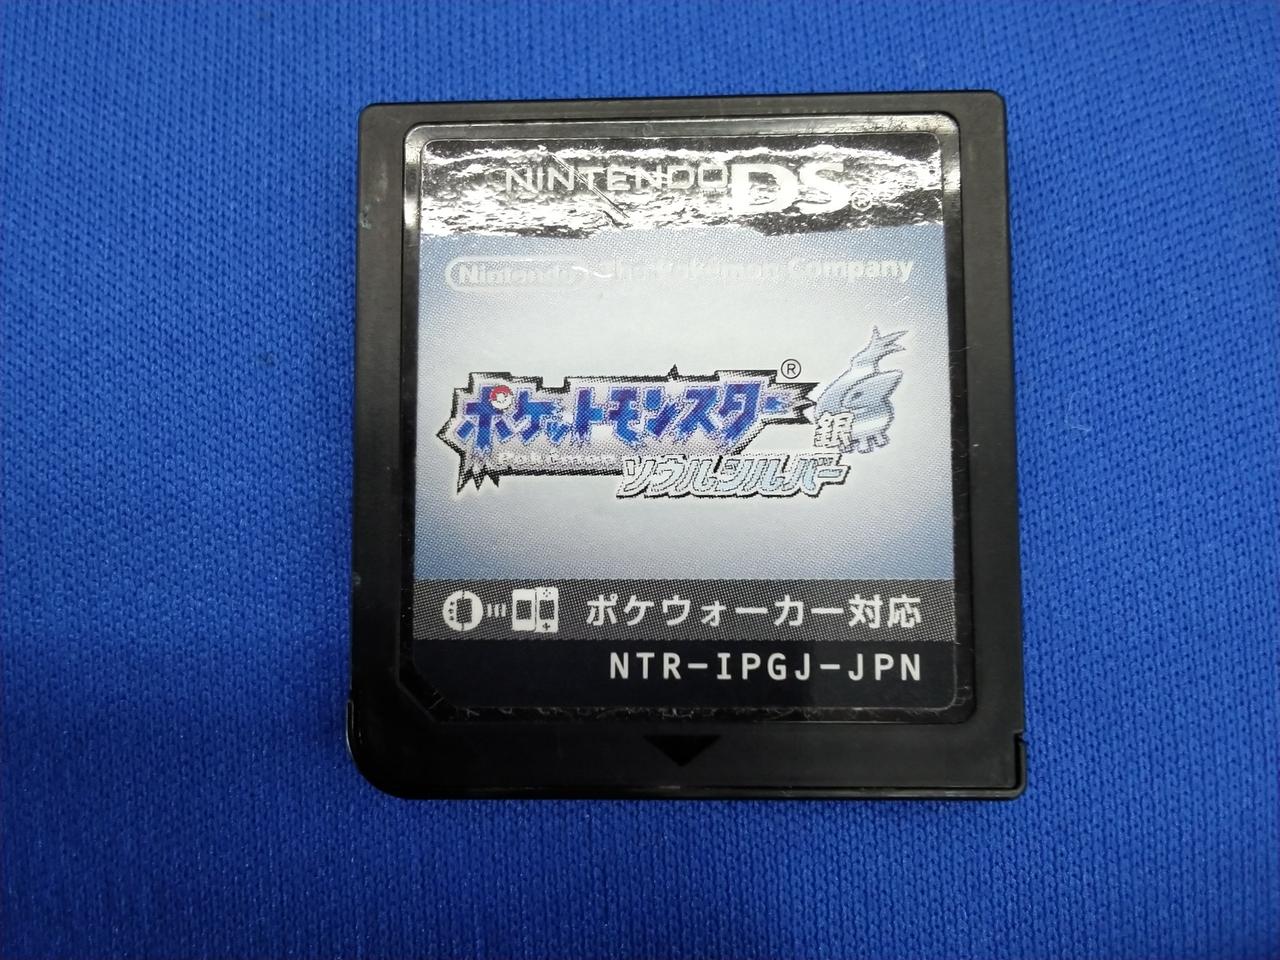 NINTENDO DS®
Nintendo® The Pokémon Company
ポケットモンスター®
Pokémon
銀
ソウルシルバー
ポケウォーカー対応
NTR-IPGJ-JPN